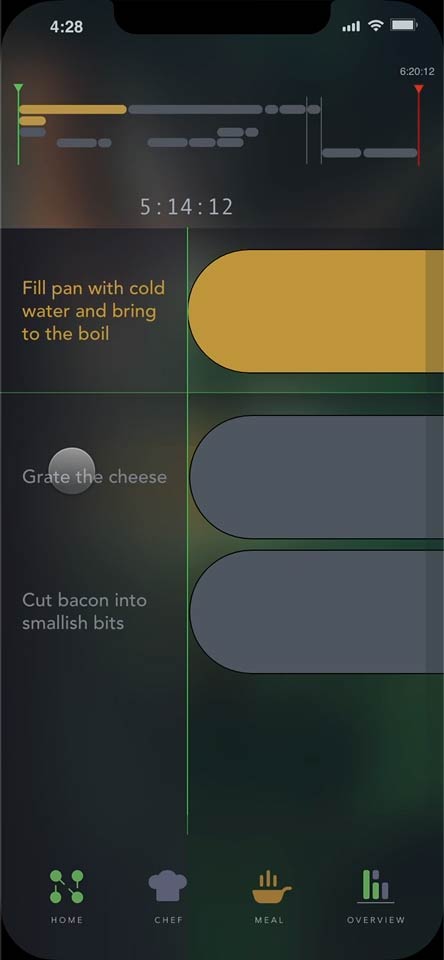 4:28
6:20:12
5:14:12
Fill pan with cold
water and bring
to the boil
Grate the cheese
Cut bacon into
smallish bits
HOME
CHEF
MEAL
OVERVIEW